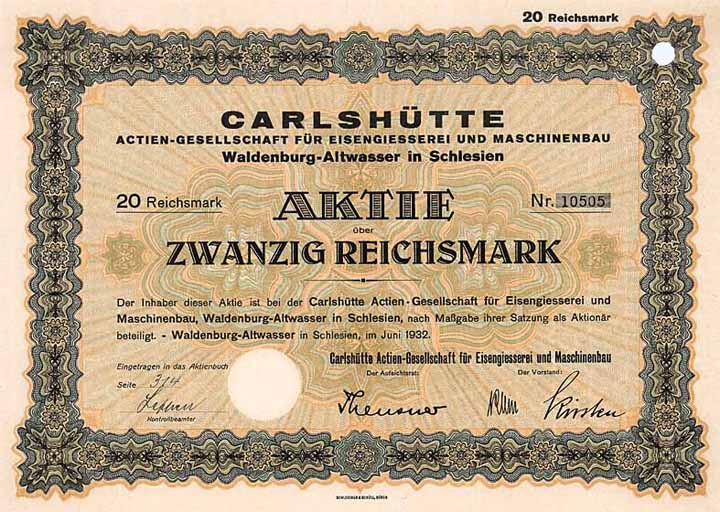 20 Reichsmark
CARLSHÜTTE
ACTIEN-GESELLSCHAFT FÜR EISENGIESSEREI UND MASCHINENBAU
Waldenburg-Altwasser in Schlesien
20 Reichsmark AKTIE Nr. 10505
über
ZWANZIG REICHSMARK
Der Inhaber dieser Aktie ist bei der Carlshütte Actien-Gesellschaft für Eisengiesserei und
Maschinenbau, Waldenburg-Altwasser in Schlesien, nach Maßgabe ihrer Satzung als Aktionär
beteiligt. - Waldenburg-Altwasser in Schlesien, im Juni 1932.
Carlshütte Actien-Gesellschaft für Eisengiesserei und Maschinenbau
Eingetragen in das Aktienbuch
Der Aufsichtsrat: Der Vorstand:
Seite 314
Kontrollbeamter